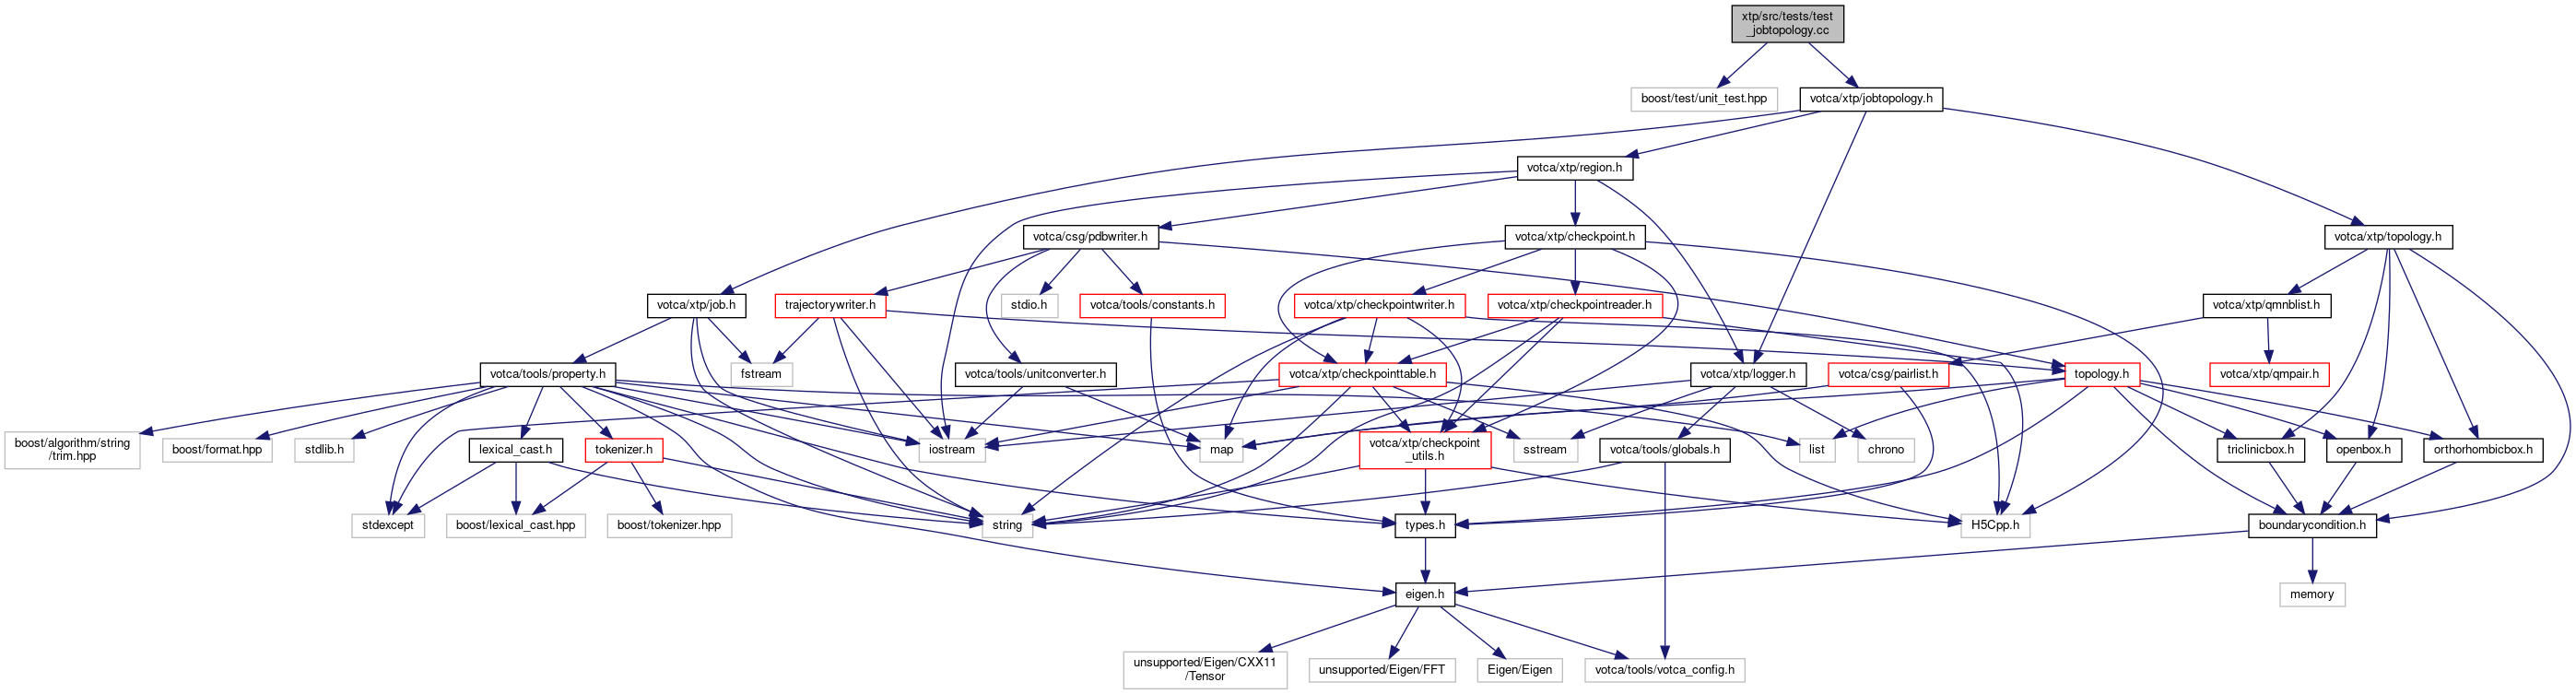 xtp/src/tests/test
_jobtopology.cc
boost/test/unit_test.hpp
votca/xtp/jobtopology.h
votca/xtp/region.h
votca/csg/pdbwriter.h
votca/xtp/checkpoint.h
votca/xtp/topology.h
votca/xtp/job.h
trajectorywriter.h
stdio.h
votca/tools/constants.h
votca/xtp/checkpointwriter.h
votca/xtp/checkpointreader.h
votca/xtp/qmnblist.h
votca/tools/property.h
fstream
votca/tools/unitconverter.h
votca/xtp/checkpointtable.h
votca/xtp/logger.h
votca/csg/pairlist.h
topology.h
votca/xtp/qmpair.h
boost/algorithm/string
/trim.hpp
boost/format.hpp
stdlib.h
lexical_cast.h
tokenizer.h
iostream
map
votca/xtp/checkpoint
_utils.h
sstream
votca/tools/globals.h
list
chrono
triclinicbox.h
openbox.h
orthorhombicbox.h
stdexcept
boost/lexical_cast.hpp
boost/tokenizer.hpp
string
types.h
H5Cpp.h
boundarycondition.h
eigen.h
memory
unsupported/Eigen/CXX11
/Tensor
unsupported/Eigen/FFT
Eigen/Eigen
votca/tools/votca_config.h